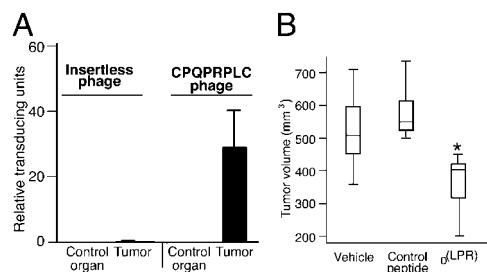 A
Relative transducing units
60
40
20
0
Insertless
phage
CPQPRPLC
phage
Control
organ
Tumor
Control
organ
Tumor
B
Tumor volume (mm³)
700
600
500
400
300
200
*
Vehicle
Control
peptide
D(LPR)